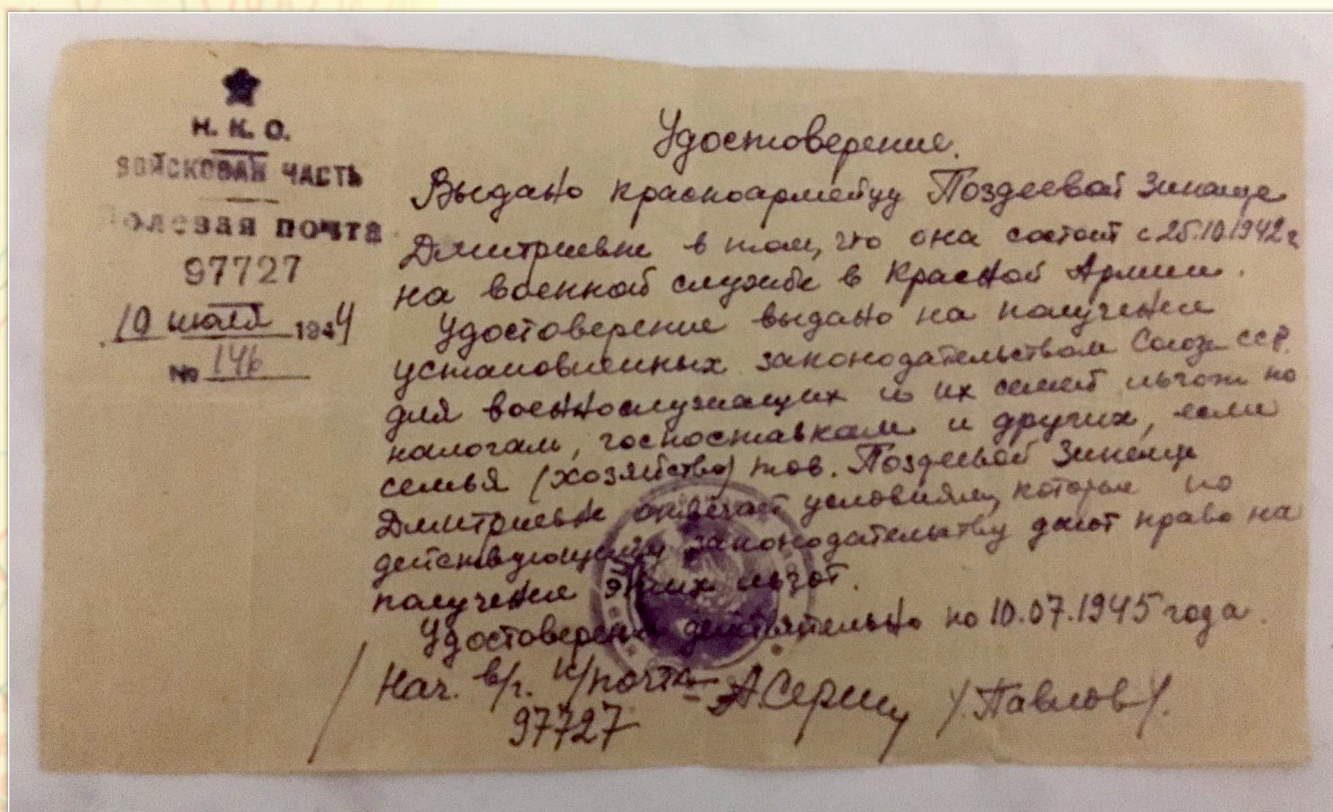 Н. К. О.
ВОЙСКОВАЯ ЧАСТЬ
Полевая почта
97727
10 июля 1944
№ 146
Удостоверение.
Выдано красноармейцу Поздеевой Зинаиде
Дмитриевне в том, что она состоит с 25.10.1942 г.
на военной службе в Красной Армии.
Удостоверение выдано на получение
установленных законодательством Союза ССР
для военнослужащих и их семей льгот по
налогам, госпоставкам и других, если
семья (хозяйство) тов. Поздеевой Зинаиды
Дмитриевне отвечает условиям, которые по
действующему законодательству дают право на
получение этих льгот.
Удостоверение действительно по 10.07.1945 года.
Нач. в/ч. п/почта
97727
/Павлов/.